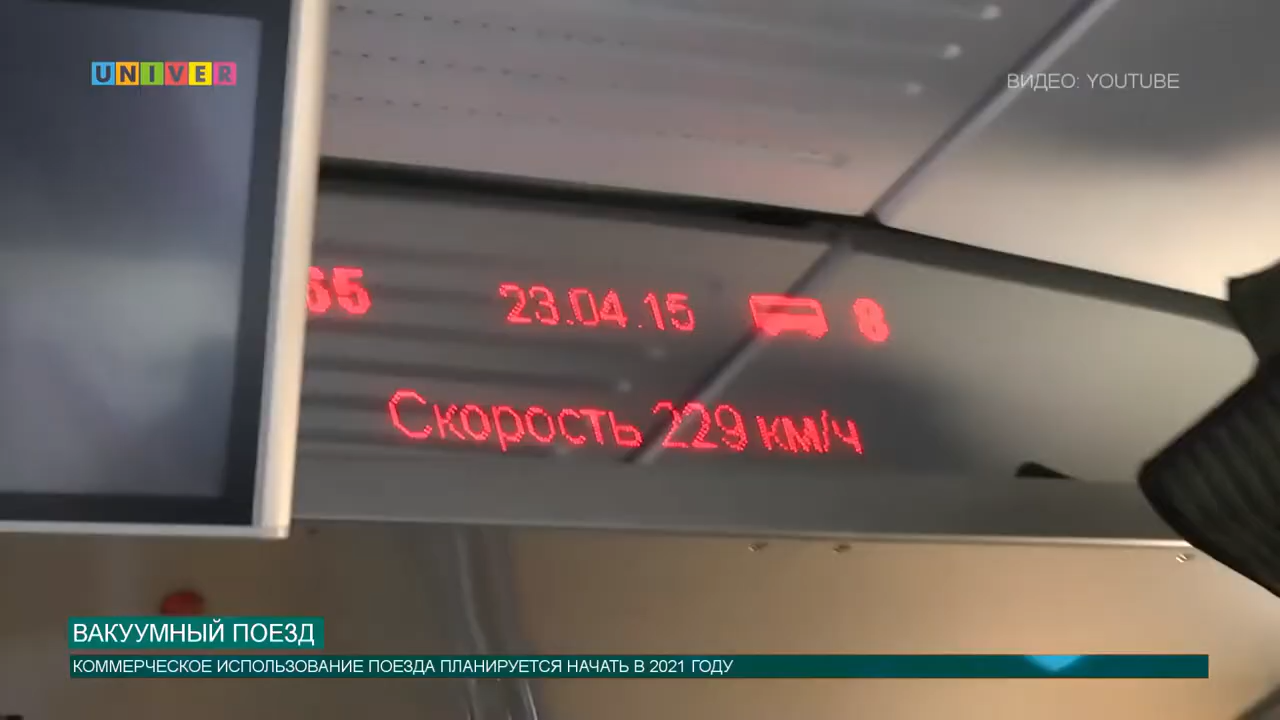 UNIVER
ВИДЕО: YOUTUBE
65 23.04.15 8
Скорость 229 км/ч
ВАКУУМНЫЙ ПОЕЗД
КОММЕРЧЕСКОЕ ИСПОЛЬЗОВАНИЕ ПОЕЗДА ПЛАНИРУЕТСЯ НАЧАТЬ В 2021 ГОДУ